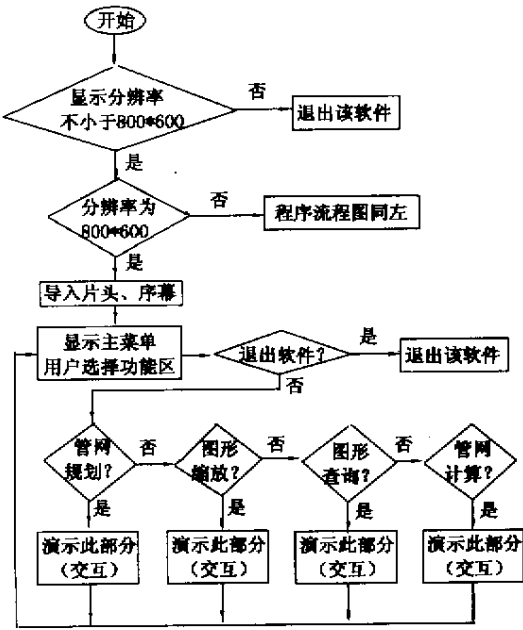 开始
显示分辨率
不小于800*600
否
退出该软件
是
分辨率为
800*600
否
程序流程图同左
是
导入片头、序幕
显示主菜单
用户选择功能区
退出软件?
是
退出该软件
否
管网
规划?
否
图形
缩放?
否
图形
查询?
否
管网
计算?
是
是
是
是
演示此部分
(交互)
演示此部分
(交互)
演示此部分
(交互)
演示此部分
(交互)